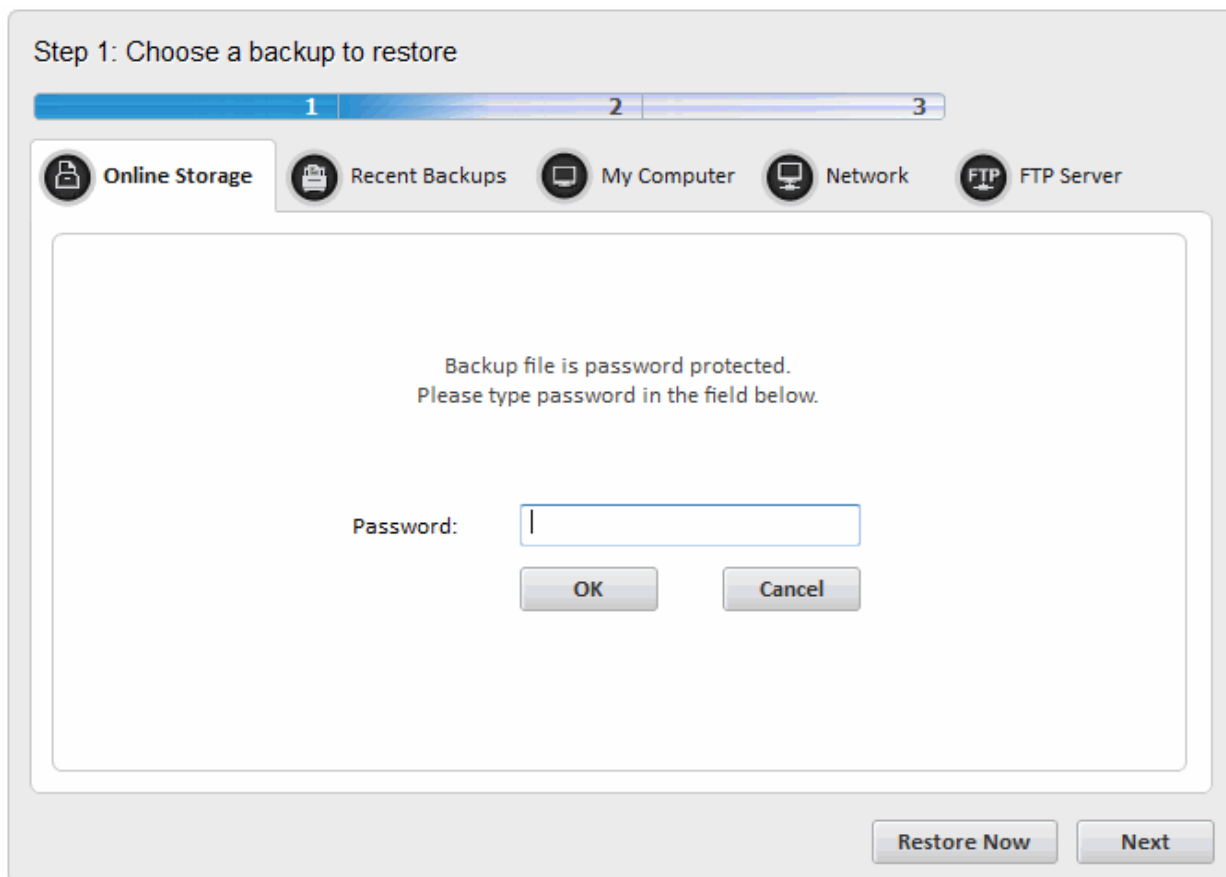 Step 1: Choose a backup to restore
1 2 3
Online Storage Recent Backups My Computer Network FTP FTP Server
Backup file is password protected.
Please type password in the field below.
Password:
OK Cancel
Restore Now Next